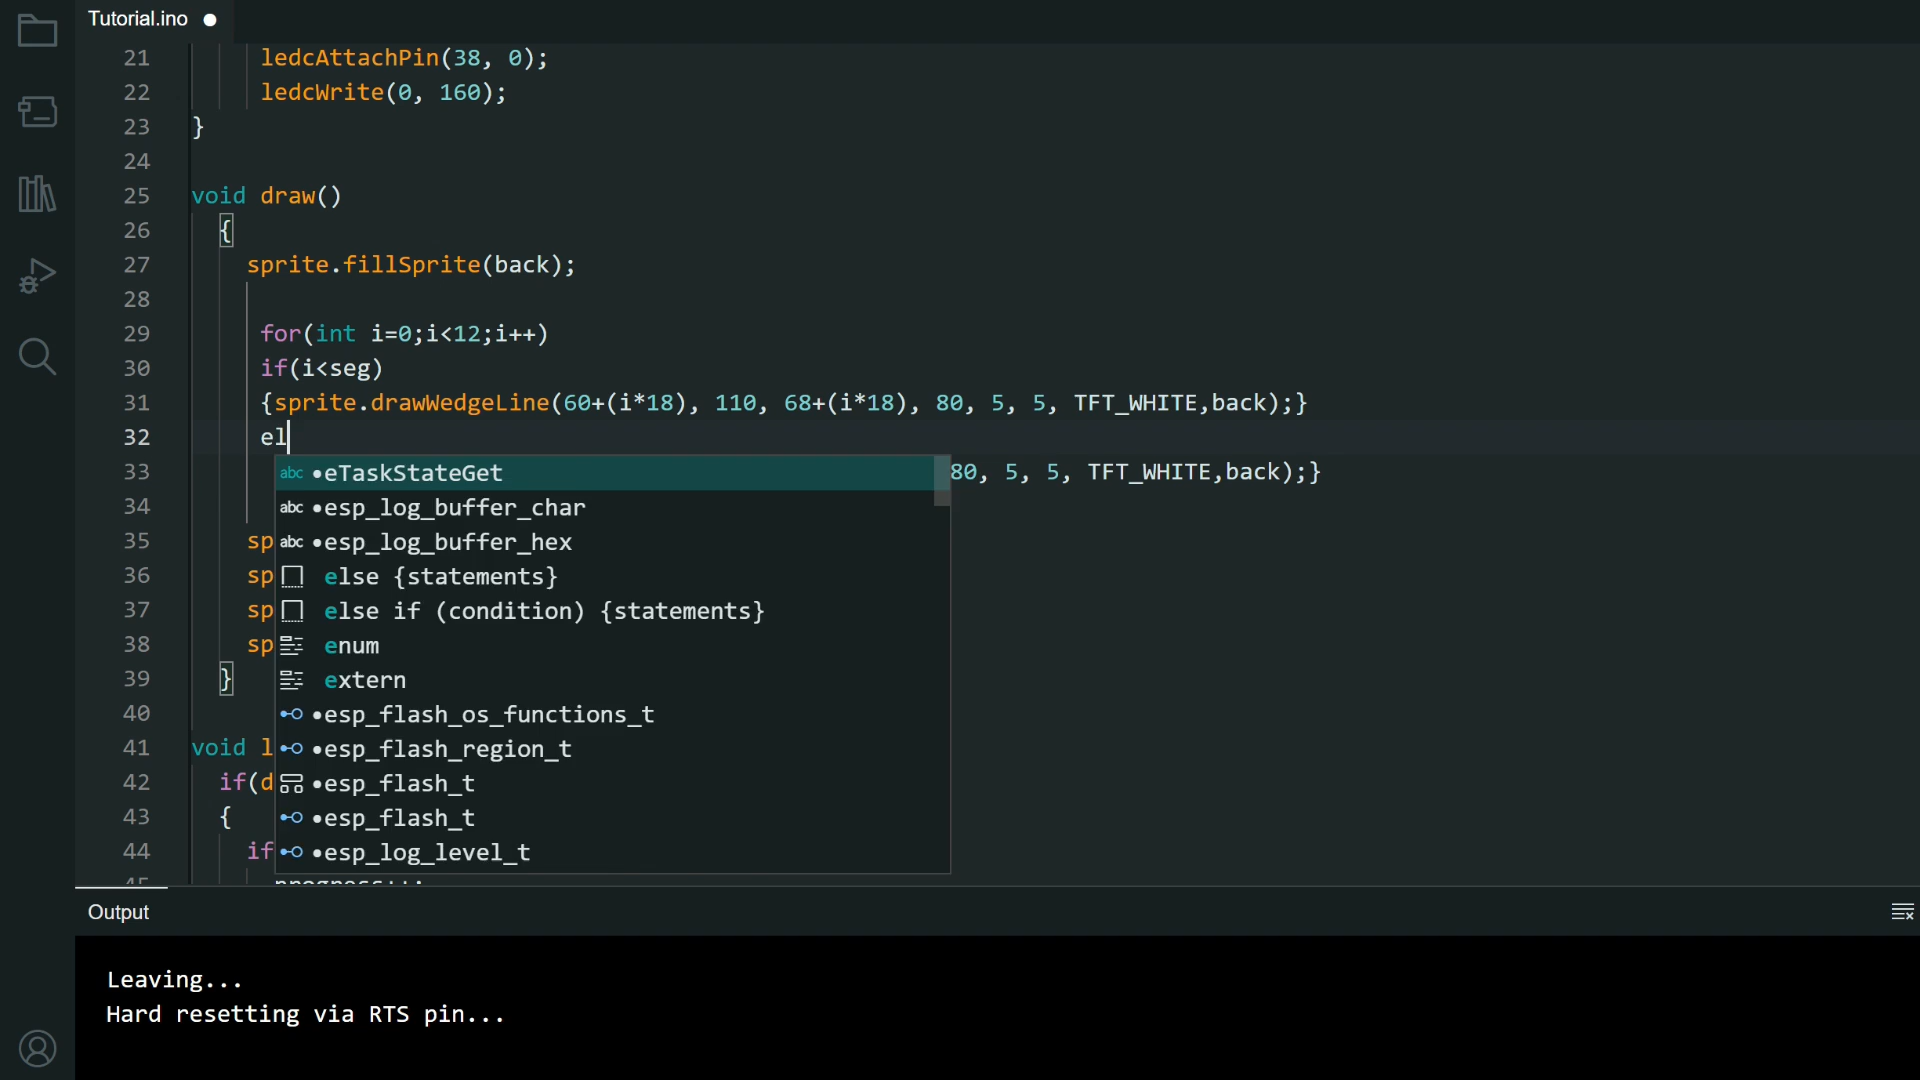 Tutorial.ino
21 ledcAttachPin(38, 0);
22 ledcWrite(0, 160);
23 }
24
25 void draw()
26 {
27 sprite.fillSprite(back);
28
29 for(int i=0;i<12;i++)
30 if(i<seg)
31 {sprite.drawWedgeLine(60+(i*18), 110, 68+(i*18), 80, 5, 5, TFT_WHITE,back);}
32 el
abc •eTaskStateGet
33 80, 5, 5, TFT_WHITE,back);}
34 abc •esp_log_buffer_char
35 sp abc •esp_log_buffer_hex
36 sp else {statements}
37 sp else if (condition) {statements}
38 sp enum
39 } extern
40 •esp_flash_os_functions_t
41 void l •esp_flash_region_t
42 if(d •esp_flash_t
43 { •esp_flash_t
44 if •esp_log_level_t
Output
Leaving...
Hard resetting via RTS pin...